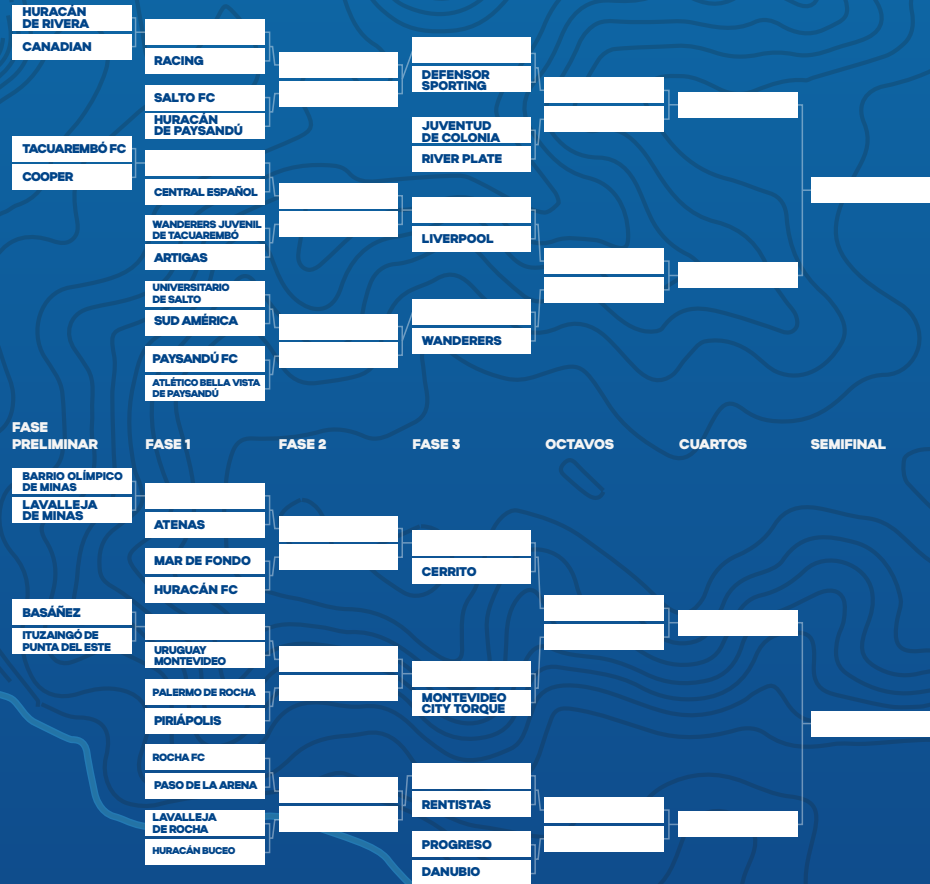 HURACÁN
DE RIVERA
CANADIAN
RACING
SALTO FC
HURACÁN
DE PAYSANDÚ
TACUAREMBÓ FC
COOPER
CENTRAL ESPAÑOL
WANDERERS JUVENIL
DE TACUAREMBÓ
ARTIGAS
UNIVERSITARIO
DE SALTO
SUD AMÉRICA
PAYSANDÚ FC
ATLÉTICO BELLA VISTA
DE PAYSANDÚ
DEFENSOR
SPORTING
JUVENTUD
DE COLONIA
RIVER PLATE
LIVERPOOL
WANDERERS
FASE
PRELIMINAR
FASE 1
FASE 2
FASE 3
OCTAVOS
CUARTOS
SEMIFINAL
BARRIO OLÍMPICO
DE MINAS
LAVALLEJA
DE MINAS
ATENAS
MAR DE FONDO
HURACÁN FC
BASÁÑEZ
ITUZAINGÓ DE
PUNTA DEL ESTE
URUGUAY
MONTEVIDEO
PALERMO DE ROCHA
PIRIÁPOLIS
ROCHA FC
PASO DE LA ARENA
LAVALLEJA
DE ROCHA
HURACÁN BUCEO
CERRITO
MONTEVIDEO
CITY TORQUE
RENTISTAS
PROGRESO
DANUBIO